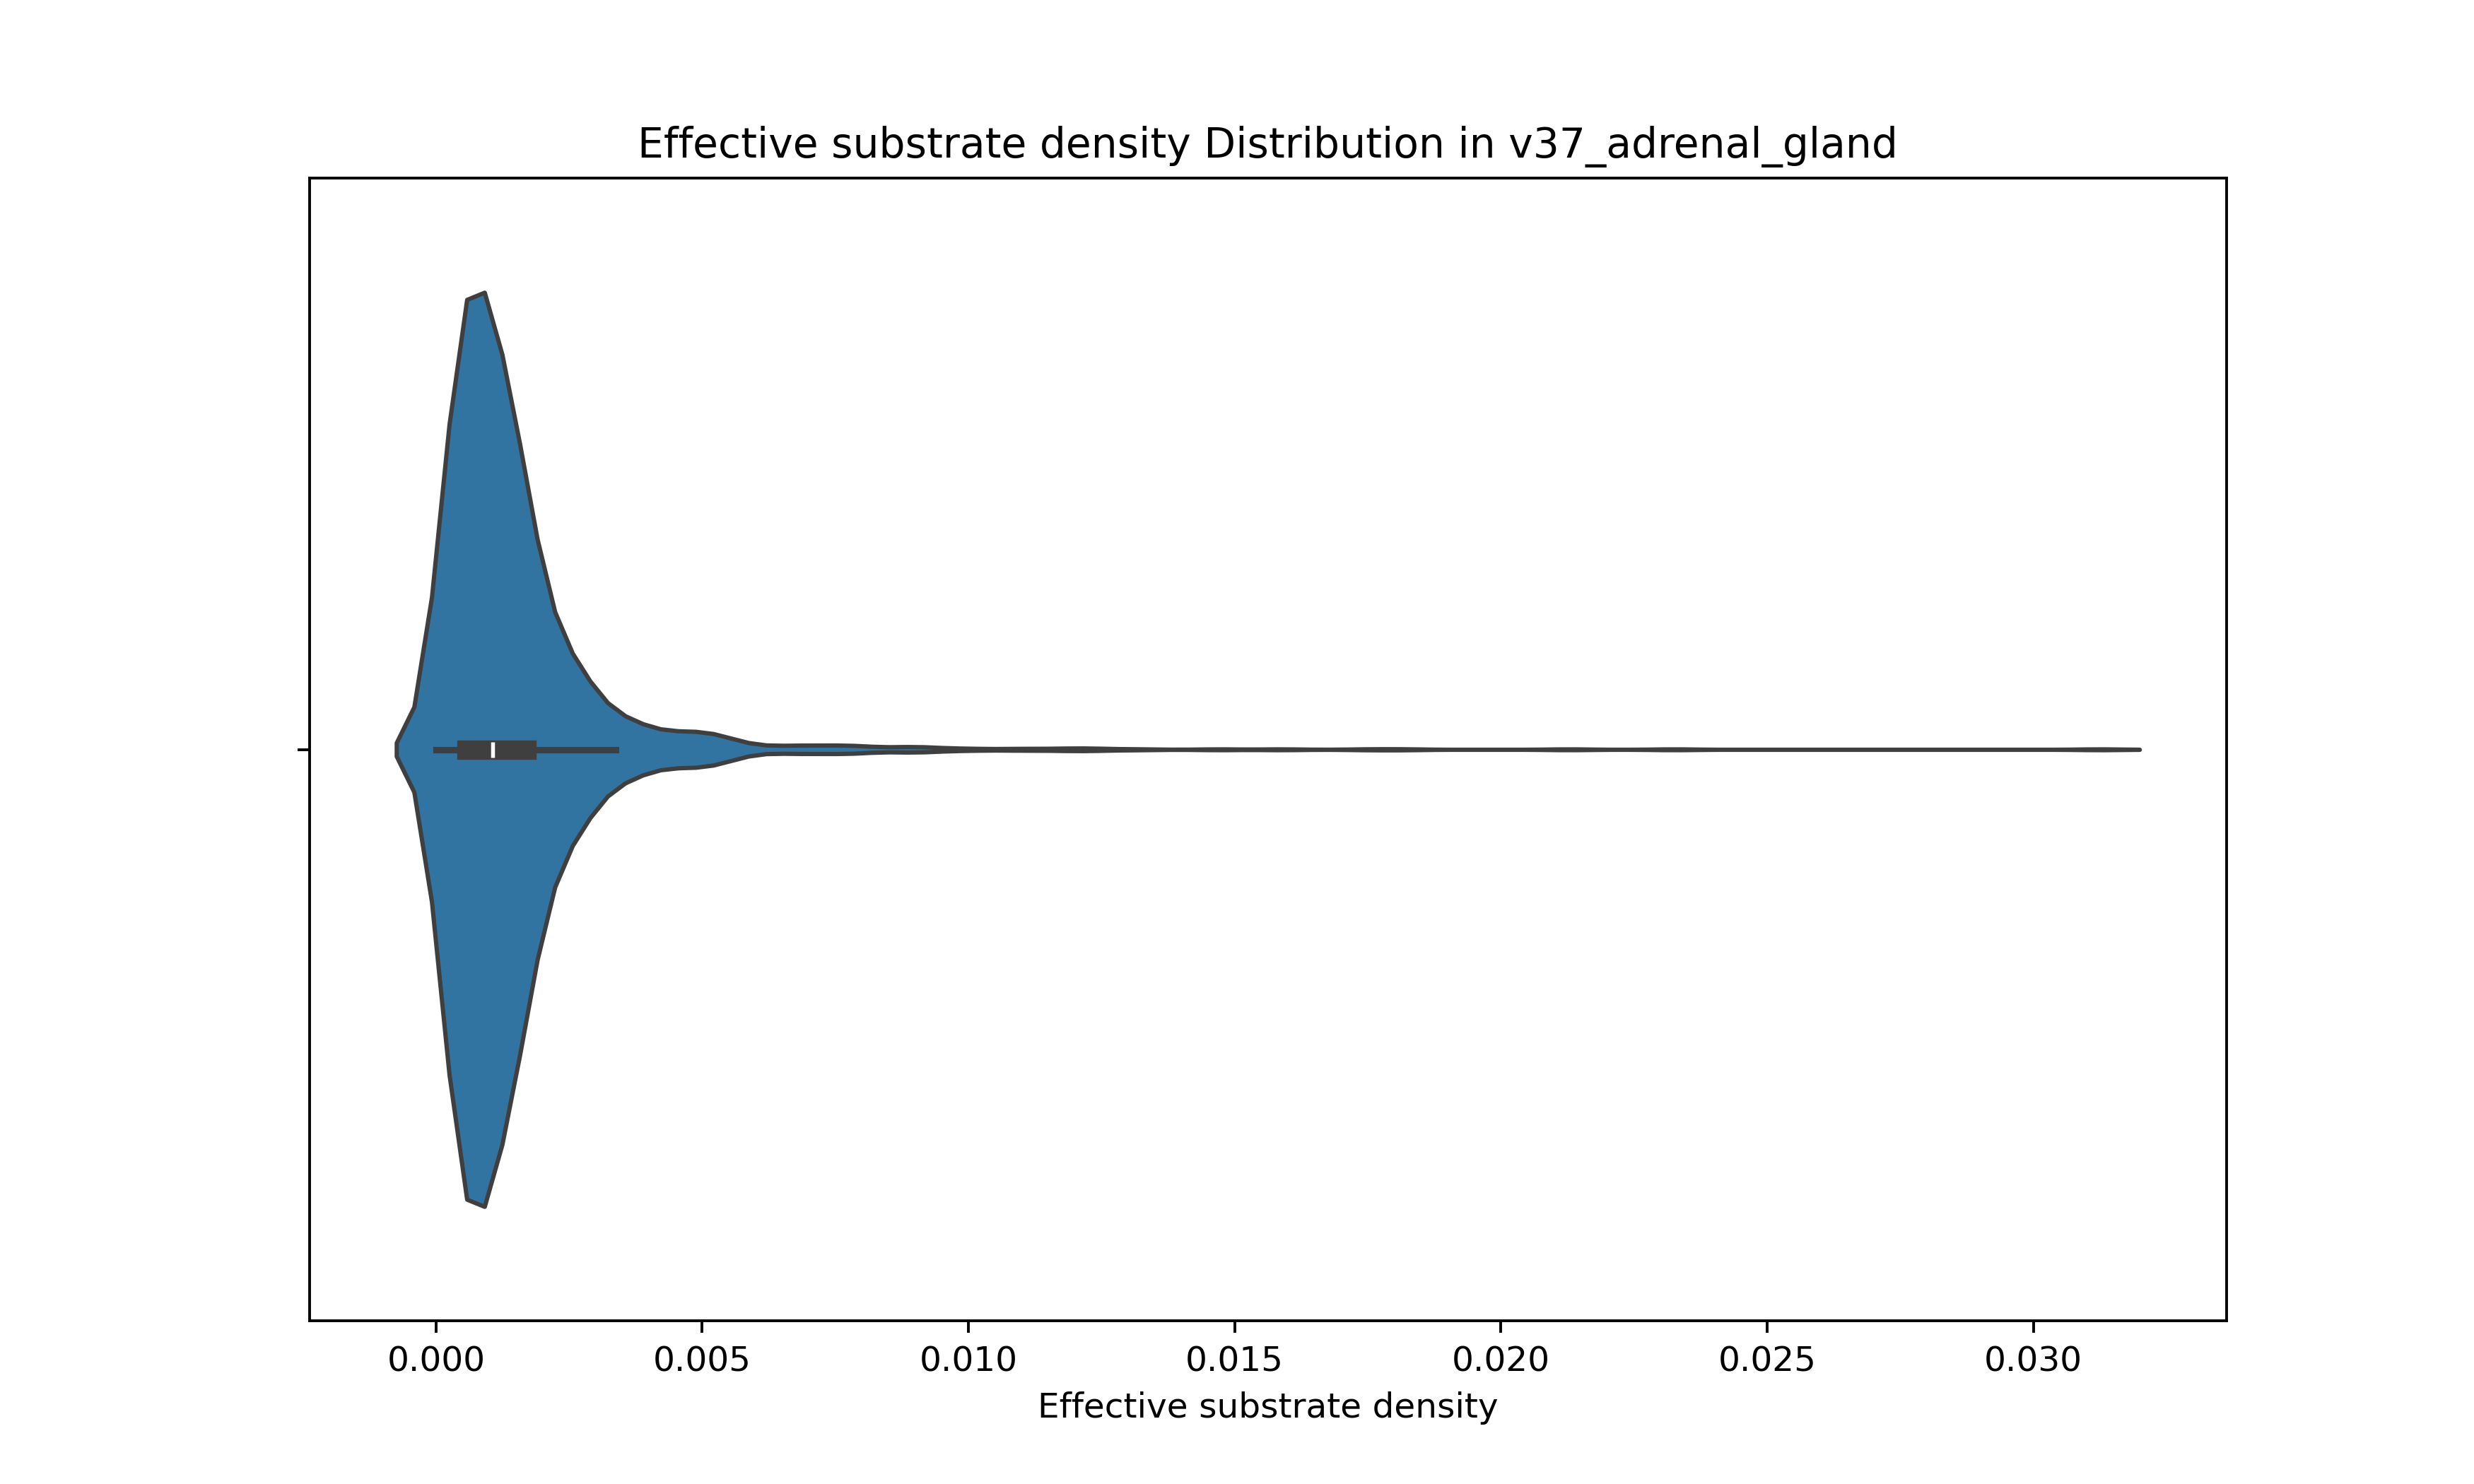 Effective substrate density Distribution in v37_adrenal_gland
0.000 0.005 0.010 0.015 0.020 0.025 0.030
Effective substrate density